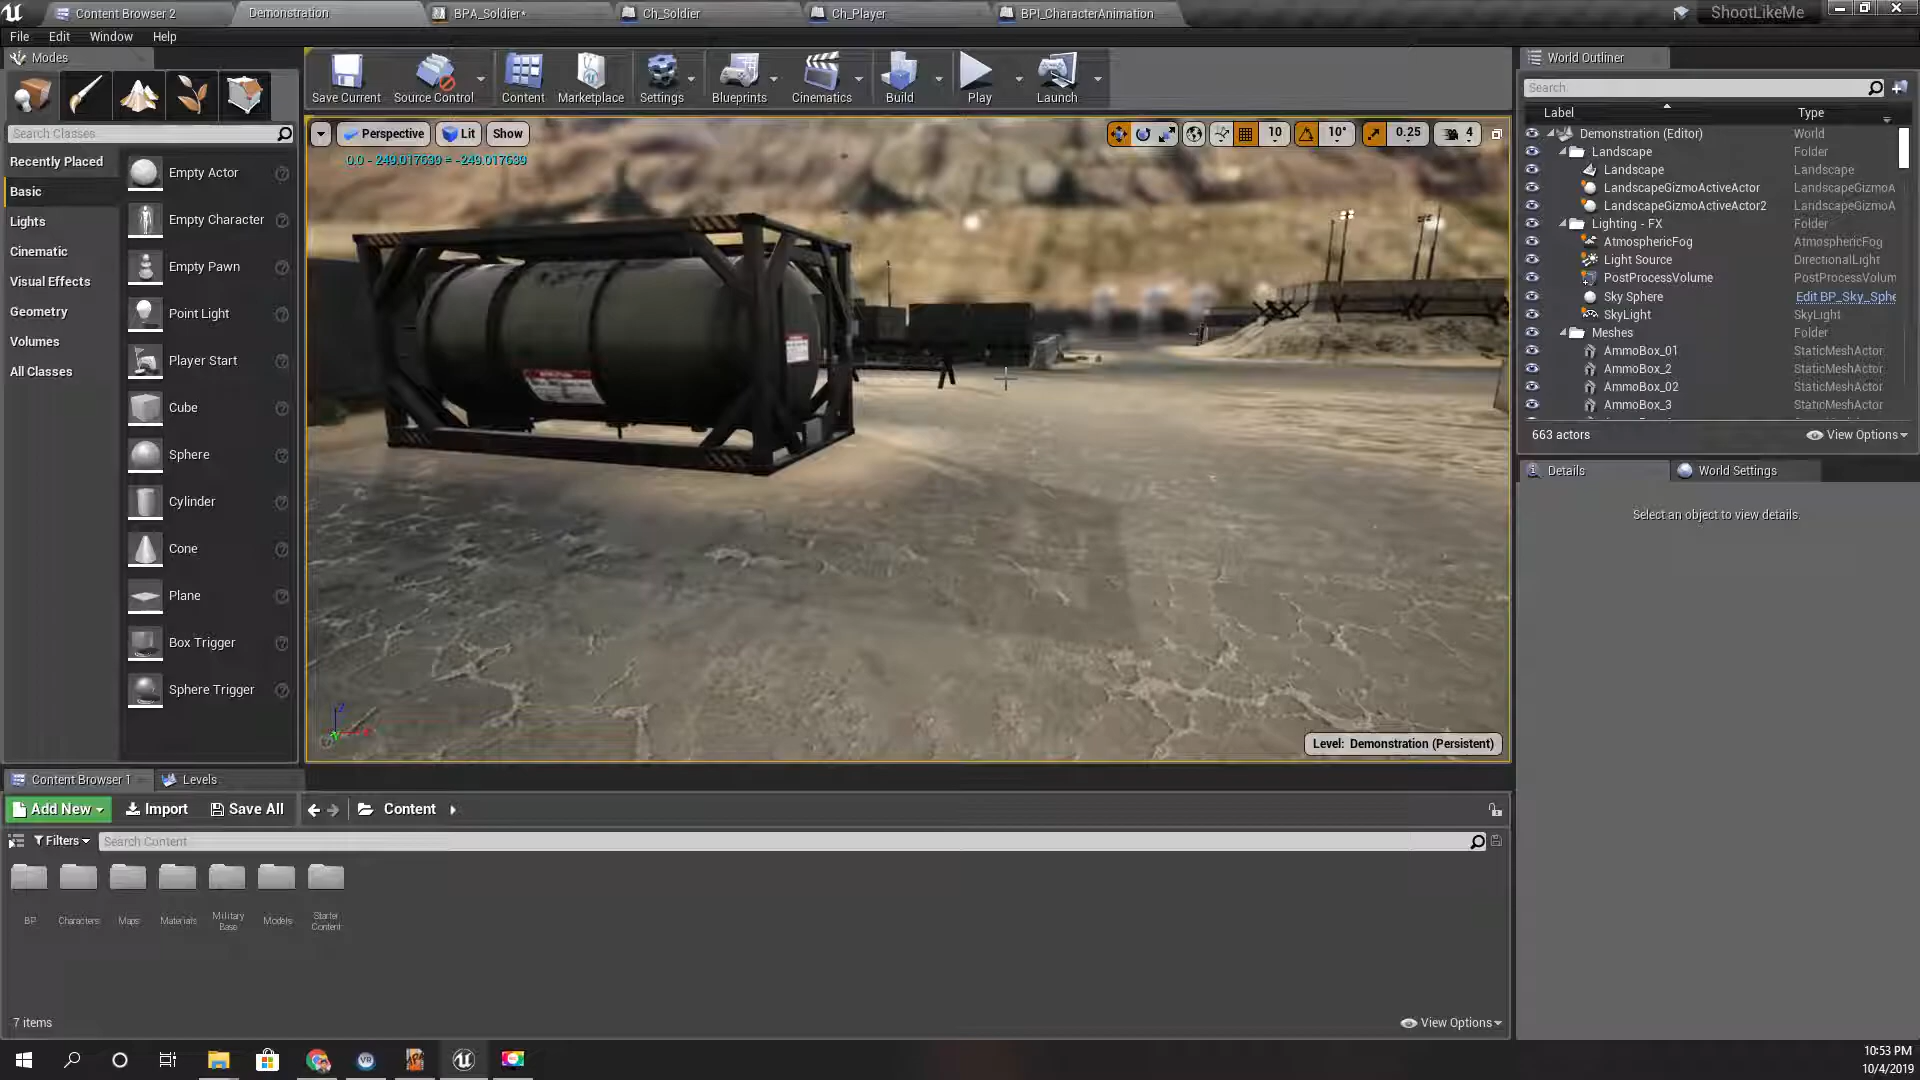 Content Browser 2
Demonstration
BPA_Soldier*
Ch_Soldier
Ch_Player
BPI_CharacterAnimation
ShootLikeMe
File
Edit
Window
Help
Modes
Save Current
Source Control
Content
Marketplace
Settings
Blueprints
Cinematics
Build
Play
Launch
World Outliner
Search
Label
Type
Search Classes
Perspective
Lit
Show
10
10°
0.25
4
0.0 - 249.017639 = -249.017639
Recently Placed
Basic
Lights
Cinematic
Visual Effects
Geometry
Volumes
All Classes
Empty Actor
Empty Character
Empty Pawn
Point Light
Player Start
Cube
Sphere
Cylinder
Cone
Plane
Box Trigger
Sphere Trigger
Demonstration (Editor) World
Landscape Folder
Landscape Landscape
LandscapeGizmoActiveActor LandscapeGizmoA
LandscapeGizmoActiveActor2 LandscapeGizmoA
Lighting - FX Folder
AtmosphericFog AtmosphericFog
Light Source DirectionalLight
PostProcessVolume PostProcessVolum
Sky Sphere Edit BP_Sky_Sphe
SkyLight SkyLight
Meshes Folder
AmmoBox_01 StaticMeshActor
AmmoBox_2 StaticMeshActor
AmmoBox_02 StaticMeshActor
AmmoBox_3 StaticMeshActor
663 actors
View Options
Details
World Settings
Select an object to view details.
Level: Demonstration (Persistent)
Content Browser 1
Levels
Add New
Import
Save All
Content
Filters
Search Content
BP
Characters
Maps
Materials
Military
Base
Models
Starter
Content
7 items
View Options
10:53 PM
10/4/2019